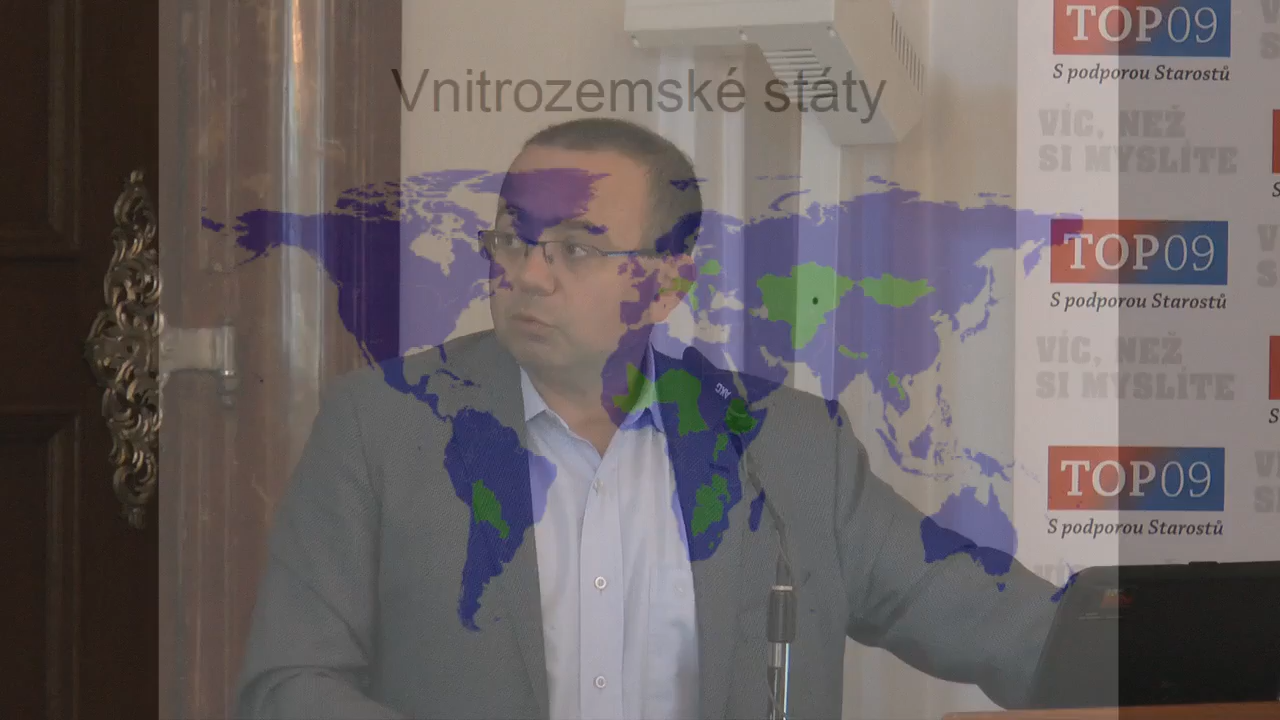 Vnitrozemské státy
TOP09
S podporou Starostů
VÍC, NEŽ
SI MYSLÍTE
TOP09
S podporou Starostů
VÍC, NEŽ
SI MYSLÍTE
TOP09
S podporou Starostů
AKG